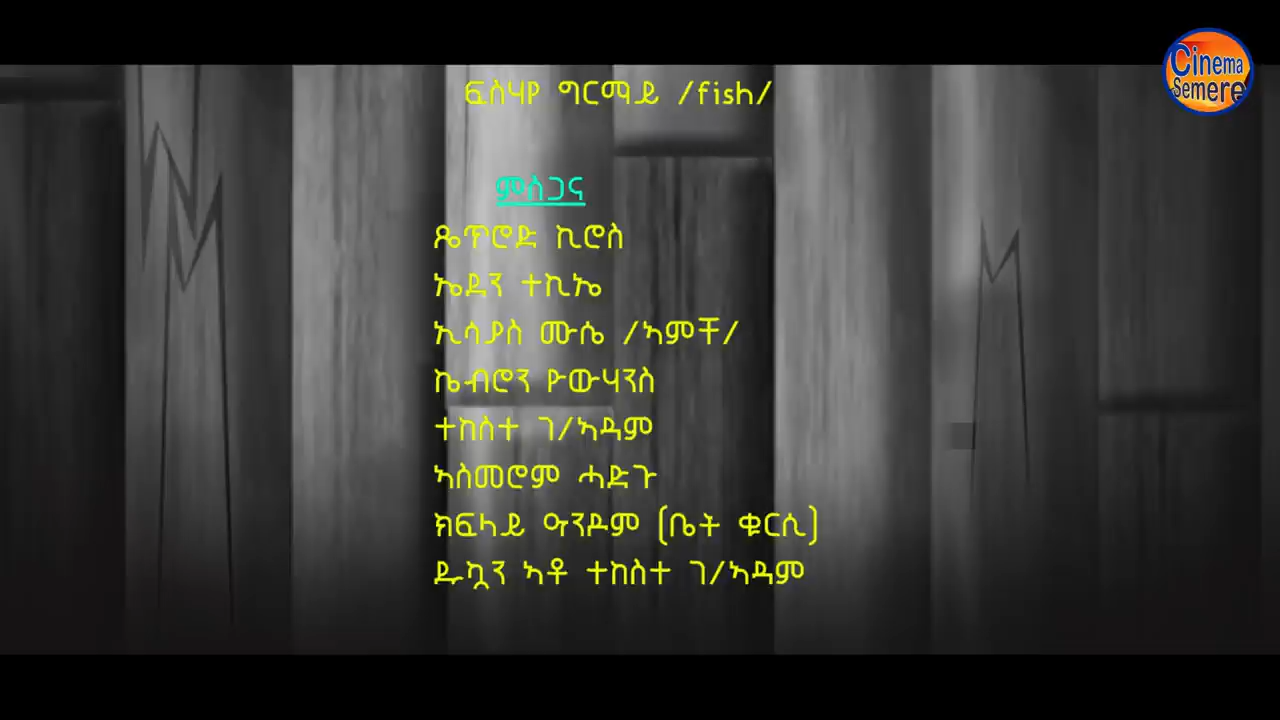 ፍስሃየ ግርማይ /fish/
Cinema
Semere
ምስጋና
ጴጥሮድ ኪሮስ
ኤደን ተኪኤ
ኢሳያስ ሙሴ /ኣምቸ/
ኬብሮን ዮውሃንስ
ተከስተ ገ/ኣዳም
ኣስመሮም ሓድጉ
ክፍላይ ዓንዶም (ቤት ቁርሲ)
ዱኳን ኣቶ ተከስተ ገ/ኣዳም